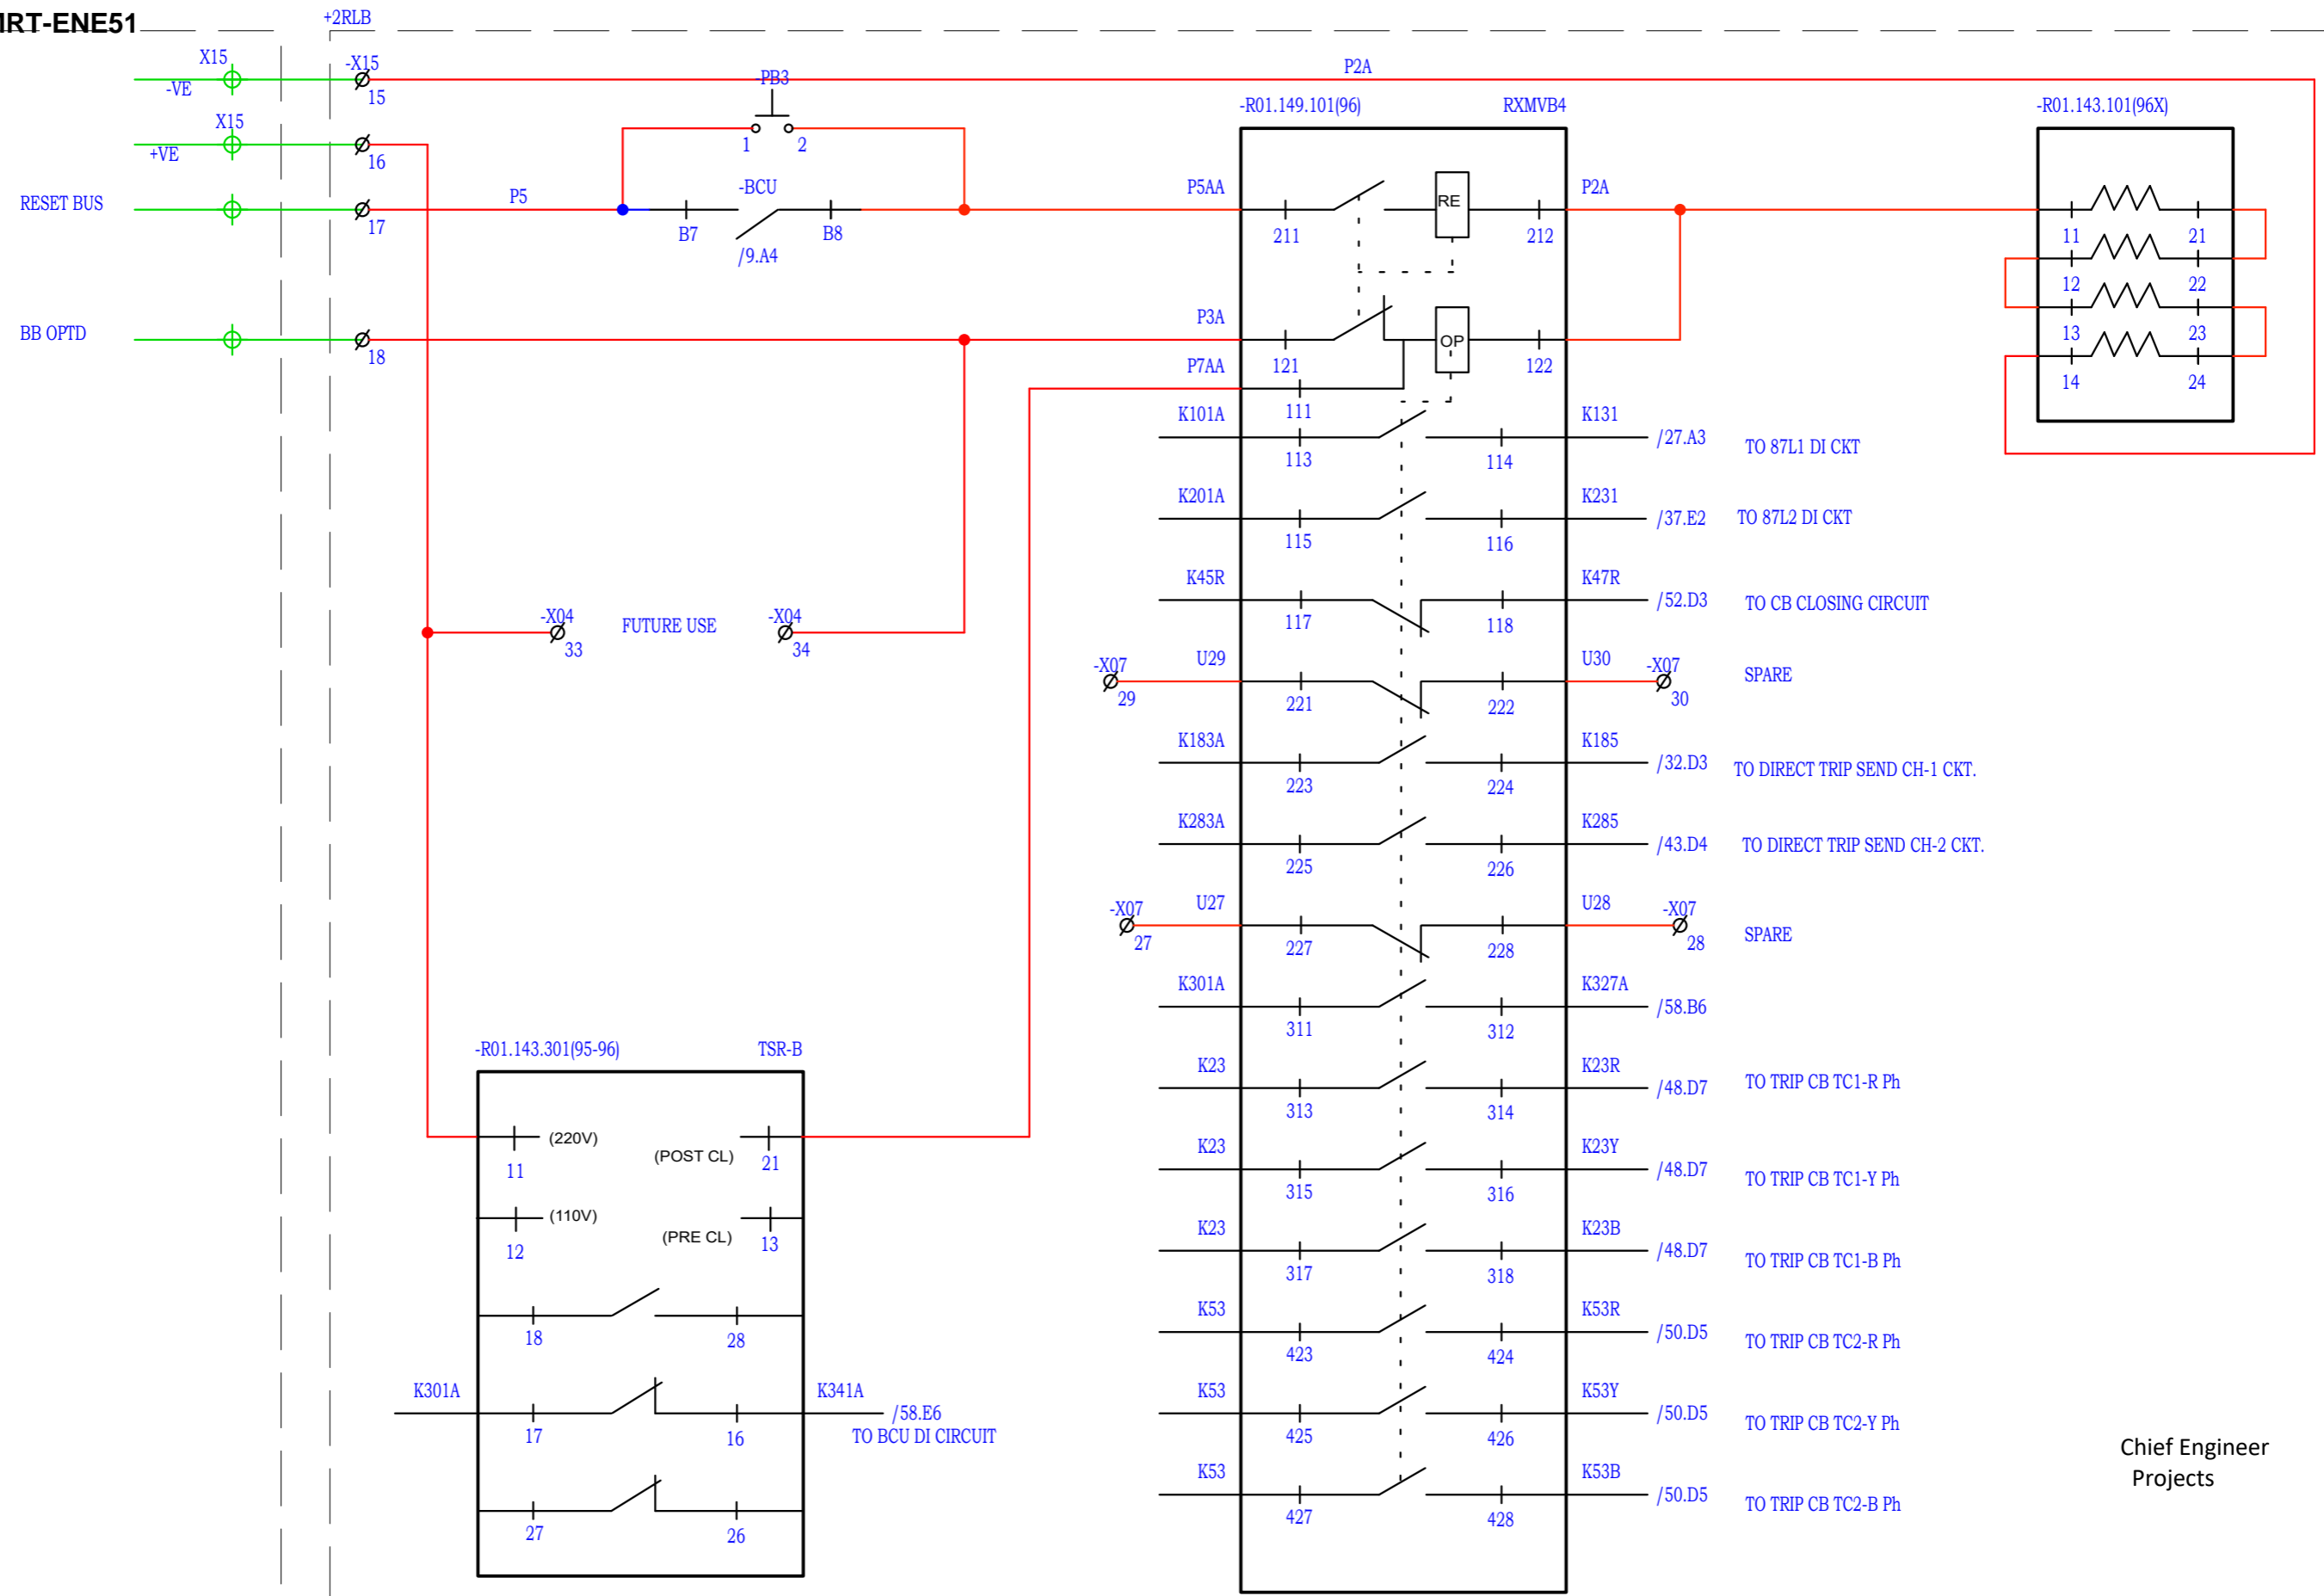 MRT-ENE51
+2RLB
X15
-X15
-VE
15
P2A
-PB3
1
2
X15
+VE
16
RESET BUS
17
P5
-BCU
B7
B8
/9.A4
BB OPTD
18
-X04
33
FUTURE USE
-X04
34
-R01.149.101(96)
RXMVB4
P5AA
211
RE
212
P2A
P3A
121
OP
122
P7AA
111
K101A
113
114
K131
/27.A3
TO 87L1 DI CKT
K201A
115
116
K231
/37.E2
TO 87L2 DI CKT
K45R
117
118
K47R
/52.D3
TO CB CLOSING CIRCUIT
-X07
29
U29
221
222
U30
-X07
30
SPARE
K183A
223
224
K185
/32.D3
TO DIRECT TRIP SEND CH-1 CKT.
K283A
225
226
K285
/43.D4
TO DIRECT TRIP SEND CH-2 CKT.
-X07
27
U27
227
228
U28
-X07
28
SPARE
K301A
311
312
K327A
/58.B6
K23
313
314
K23R
/48.D7
TO TRIP CB TC1-R Ph
K23
315
316
K23Y
/48.D7
TO TRIP CB TC1-Y Ph
K23
317
318
K23B
/48.D7
TO TRIP CB TC1-B Ph
K53
423
424
K53R
/50.D5
TO TRIP CB TC2-R Ph
K53
425
426
K53Y
/50.D5
TO TRIP CB TC2-Y Ph
K53
427
428
K53B
/50.D5
TO TRIP CB TC2-B Ph
-R01.143.101(96X)
11
21
12
22
13
23
14
24
-R01.143.301(95-96)
TSR-B
(220V)
11
(POST CL)
21
(110V)
12
(PRE CL)
13
18
28
K301A
17
16
K341A
/58.E6
TO BCU DI CIRCUIT
27
26
Chief Engineer
Projects